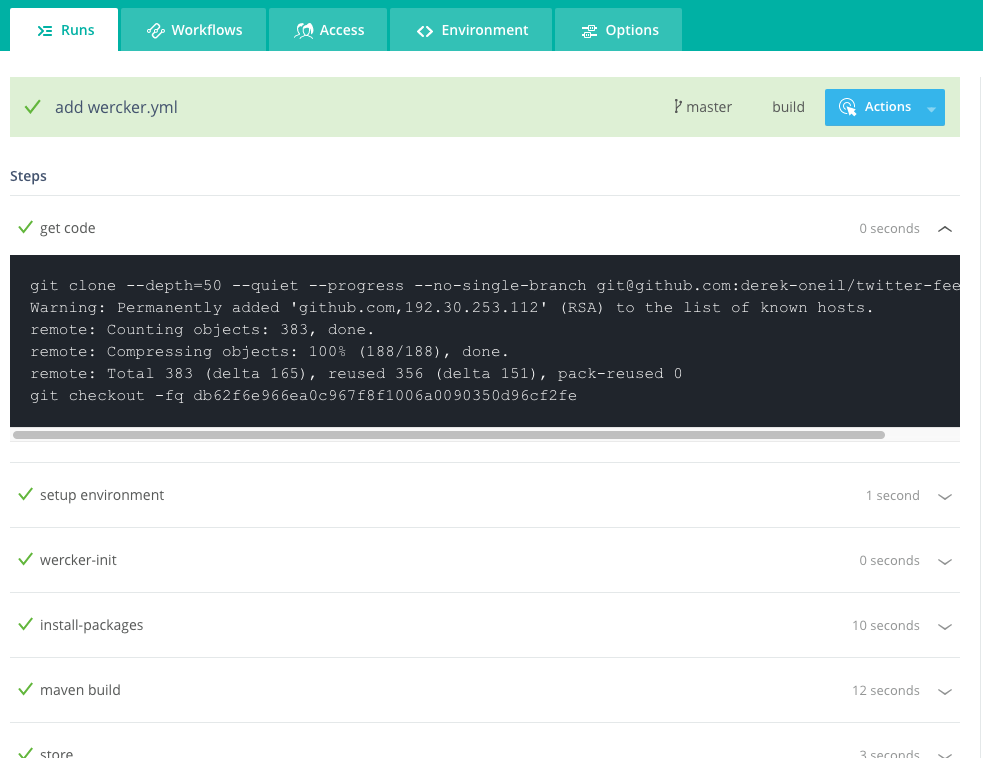 Runs
Workflows
Access
Environment
Options
add wercker.yml
master
build
Actions
Steps
get code
0 seconds
git clone --depth=50 --quiet --progress --no-single-branch git@github.com:derek-oneil/twitter-fee
Warning: Permanently added 'github.com,192.30.253.112' (RSA) to the list of known hosts.
remote: Counting objects: 383, done.
remote: Compressing objects: 100% (188/188), done.
remote: Total 383 (delta 165), reused 356 (delta 151), pack-reused 0
git checkout -fq db62f6e966ea0c967f8f1006a0090350d96cf2fe
setup environment
1 second
wercker-init
0 seconds
install-packages
10 seconds
maven build
12 seconds
store
3 seconds